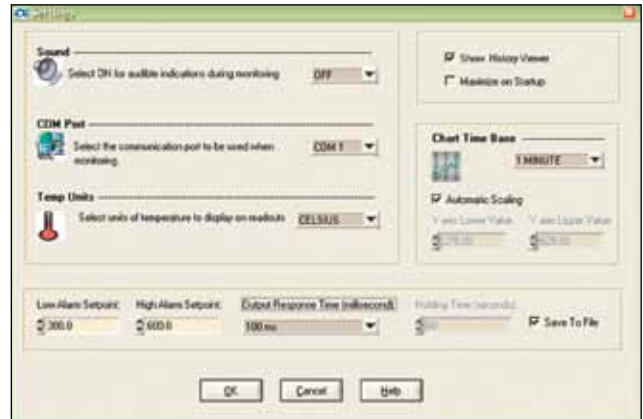 Settings
Sound
Select ON for audible indications during monitoring
OFF
COM Port
Select the communication port to be used when
monitoring.
COM 1
Temp Units
Select units of temperature to display on readouts
CELSIUS
Show History Viewer
Maximize on Startup
Chart Time Base
1 MINUTE
Automatic Scaling
Y axis Lower Value
Y axis Upper Value
Low Alarm Setpoint
300.0
High Alarm Setpoint
600.0
Output Response Time (millisecond)
100 ms
Holding Time (seconds)
Save To File
OK
Cancel
Help